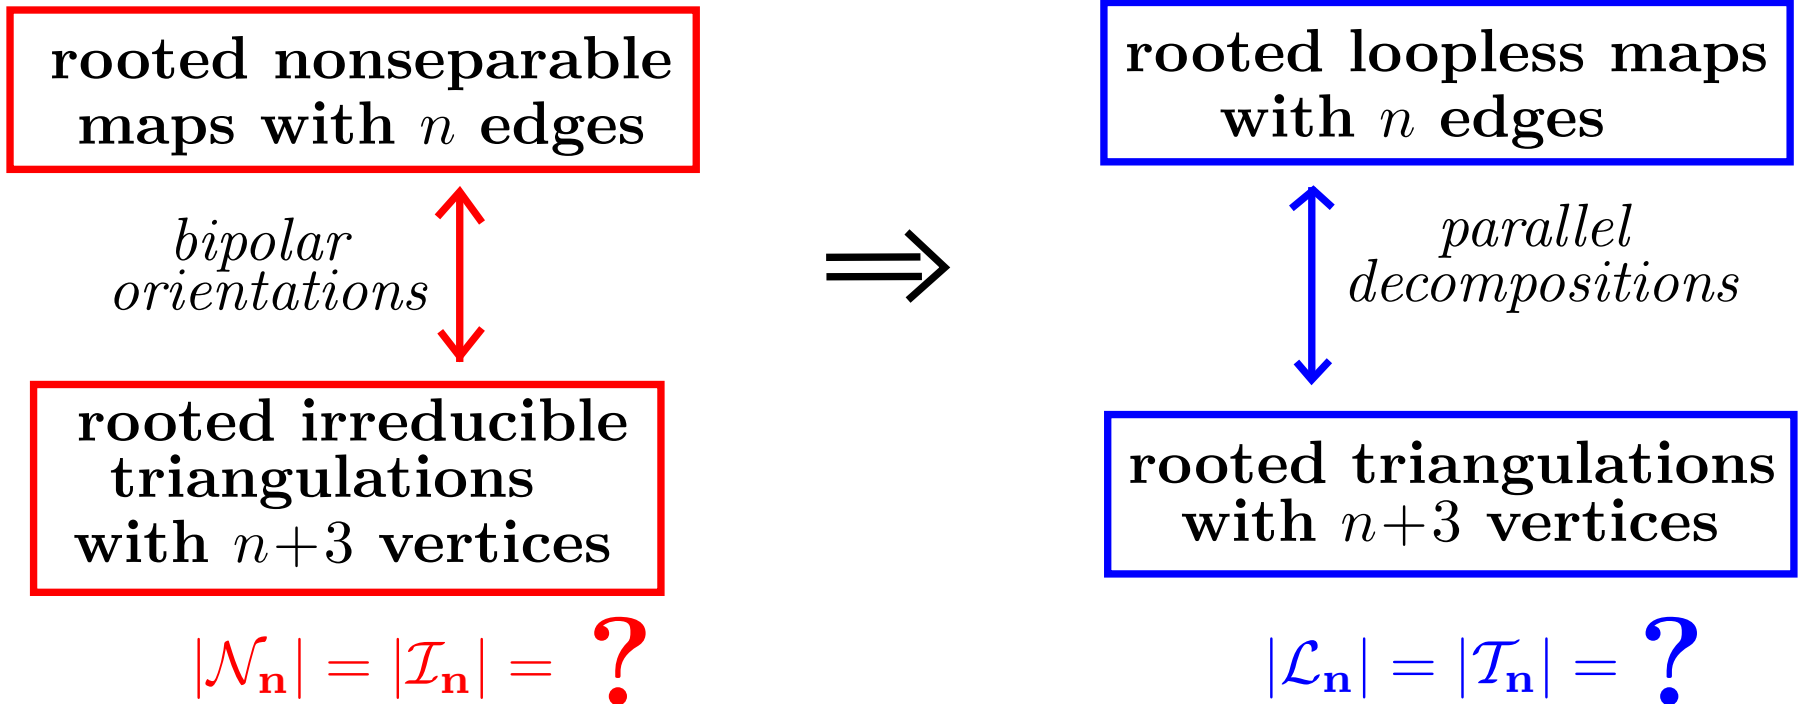 rooted nonseparable
maps with n edges
bipolar
orientations
rooted irreducible
triangulations
with n+3 vertices
|𝒩ₙ| = |ℐₙ| = ?
⟹
rooted loopless maps
with n edges
parallel
decompositions
rooted triangulations
with n+3 vertices
|ℒₙ| = |𝒯ₙ| = ?